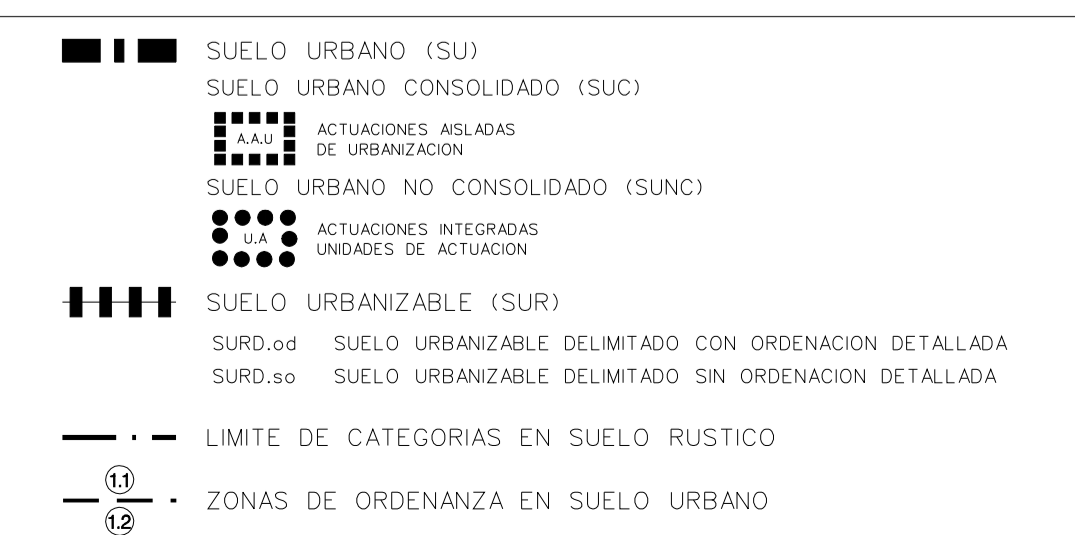 SUELO URBANO (SU)
SUELO URBANO CONSOLIDADO (SUC)
A.A.U
ACTUACIONES AISLADAS
DE URBANIZACION
SUELO URBANO NO CONSOLIDADO (SUNC)
U.A
ACTUACIONES INTEGRADAS
UNIDADES DE ACTUACION
SUELO URBANIZABLE (SUR)
SURD.od SUELO URBANIZABLE DELIMITADO CON ORDENACION DETALLADA
SURD.so SUELO URBANIZABLE DELIMITADO SIN ORDENACION DETALLADA
LIMITE DE CATEGORIAS EN SUELO RUSTICO
1.1
ZONAS DE ORDENANZA EN SUELO URBANO
1.2